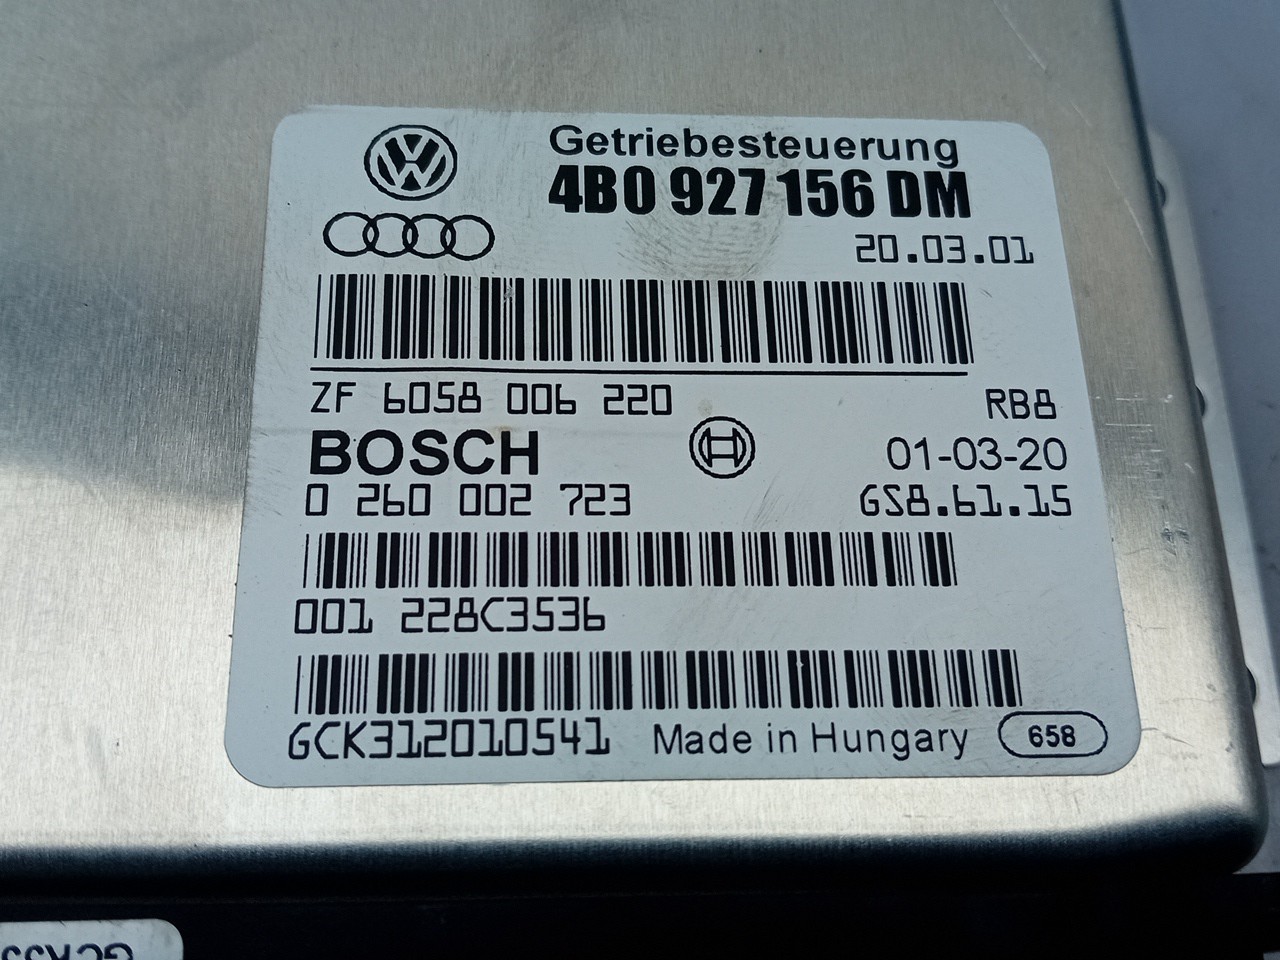 Getriebesteuerung
4B0 927 156 DM
20.03.01
ZF 6058 006 220 RB8
BOSCH 01-03-20
0 260 002 723 GS8.61.15
001 228C3536
GCK312010541 Made in Hungary 658